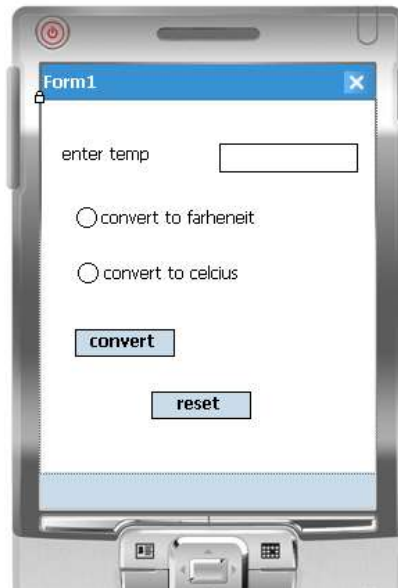 Form1
enter temp
convert to farheneit
convert to celcius
convert
reset